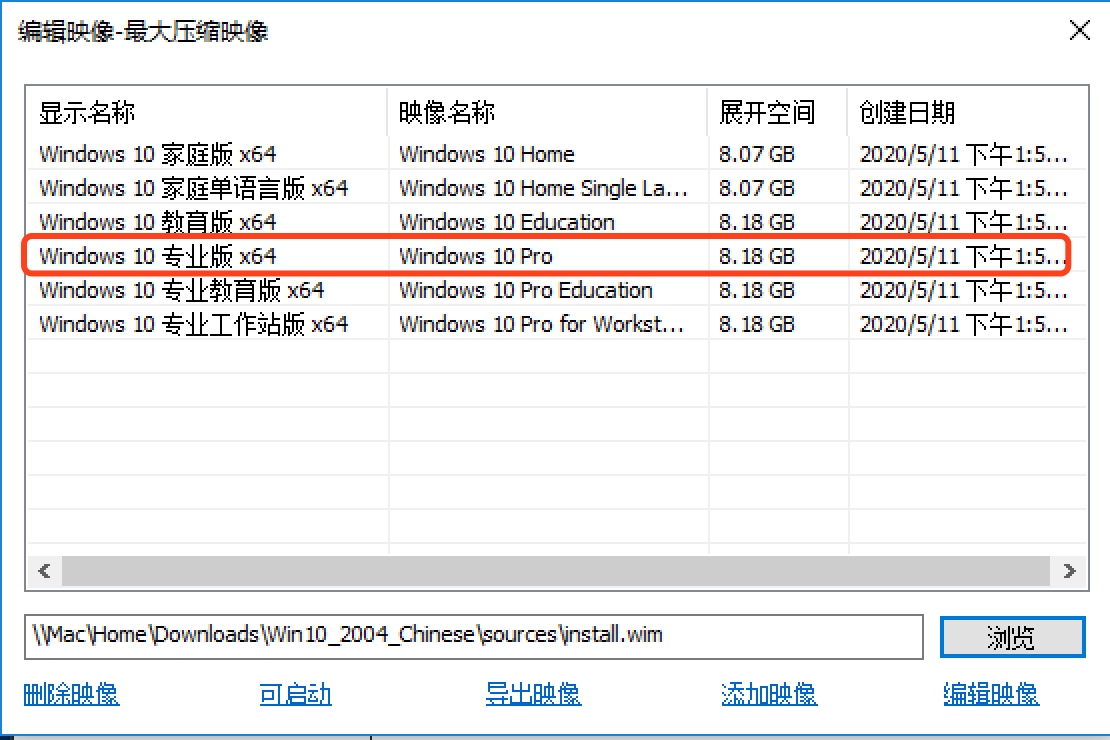 编辑映像-最大压缩映像
显示名称 映像名称 展开空间 创建日期
Windows 10 家庭版 x64 Windows 10 Home 8.07 GB 2020/5/11 下午1:5...
Windows 10 家庭单语言版 x64 Windows 10 Home Single La... 8.07 GB 2020/5/11 下午1:5...
Windows 10 教育版 x64 Windows 10 Education 8.18 GB 2020/5/11 下午1:5...
Windows 10 专业版 x64 Windows 10 Pro 8.18 GB 2020/5/11 下午1:5...
Windows 10 专业教育版 x64 Windows 10 Pro Education 8.18 GB 2020/5/11 下午1:5...
Windows 10 专业工作站版 x64 Windows 10 Pro for Workst... 8.18 GB 2020/5/11 下午1:5...
\\Mac\Home\Downloads\Win10_2004_Chinese\sources\install.wim 浏览
删除映像 可启动 导出映像 添加映像 编辑映像